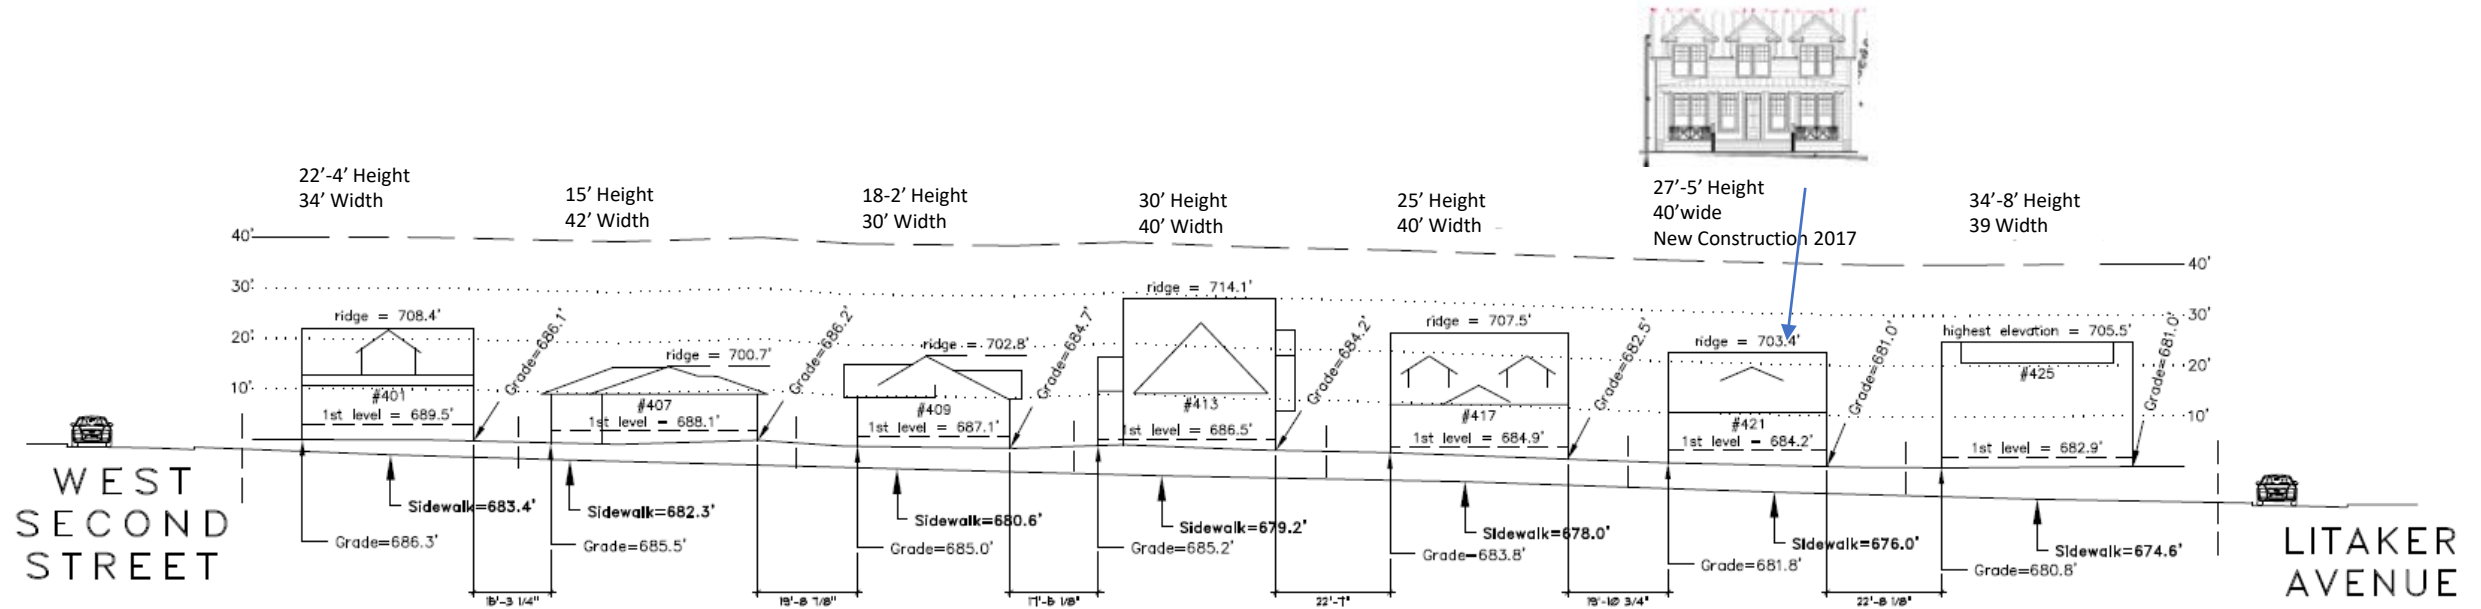 22'-4' Height
34' Width
15' Height
42' Width
18-2' Height
30' Width
30' Height
40' Width
25' Height
40' Width
27'-5' Height
40'wide
New Construction 2017
34'-8' Height
39 Width
40'
30'
20'
10'
40'
30'
20'
10'
ridge = 708.4'
#401
1st level = 689.5'
Grade=686.1'
ridge = 700.7'
#407
1st level - 688.1'
Grade=686.2'
ridge = 702.8'
#409
1st level = 687.1'
Grade=684.7'
ridge = 714.1'
#413
1st level = 686.5'
Grade=684.2'
ridge = 707.5'
#417
1st level = 684.9'
Grade=682.5'
ridge = 703.4'
#421
1st level - 684.2'
Grade=681.0'
highest elevation = 705.5'
#425
1st level = 682.9'
Grade=681.0'
WEST
SECOND
STREET
Sidewalk=683.4'
Grade=686.3'
Sidewalk=682.3'
Grade=685.5'
Sidewalk=680.6'
Grade=685.0'
Sidewalk=679.2'
Grade=685.2'
Sidewalk=678.0'
Grade-683.8'
Sidewalk=676.0'
Grade=681.8'
Sidewalk=674.6'
Grade=680.8'
LITAKER
AVENUE
19'-8 7/8"
22'-7"
19'-10 3/4"
22'-8 1/8"